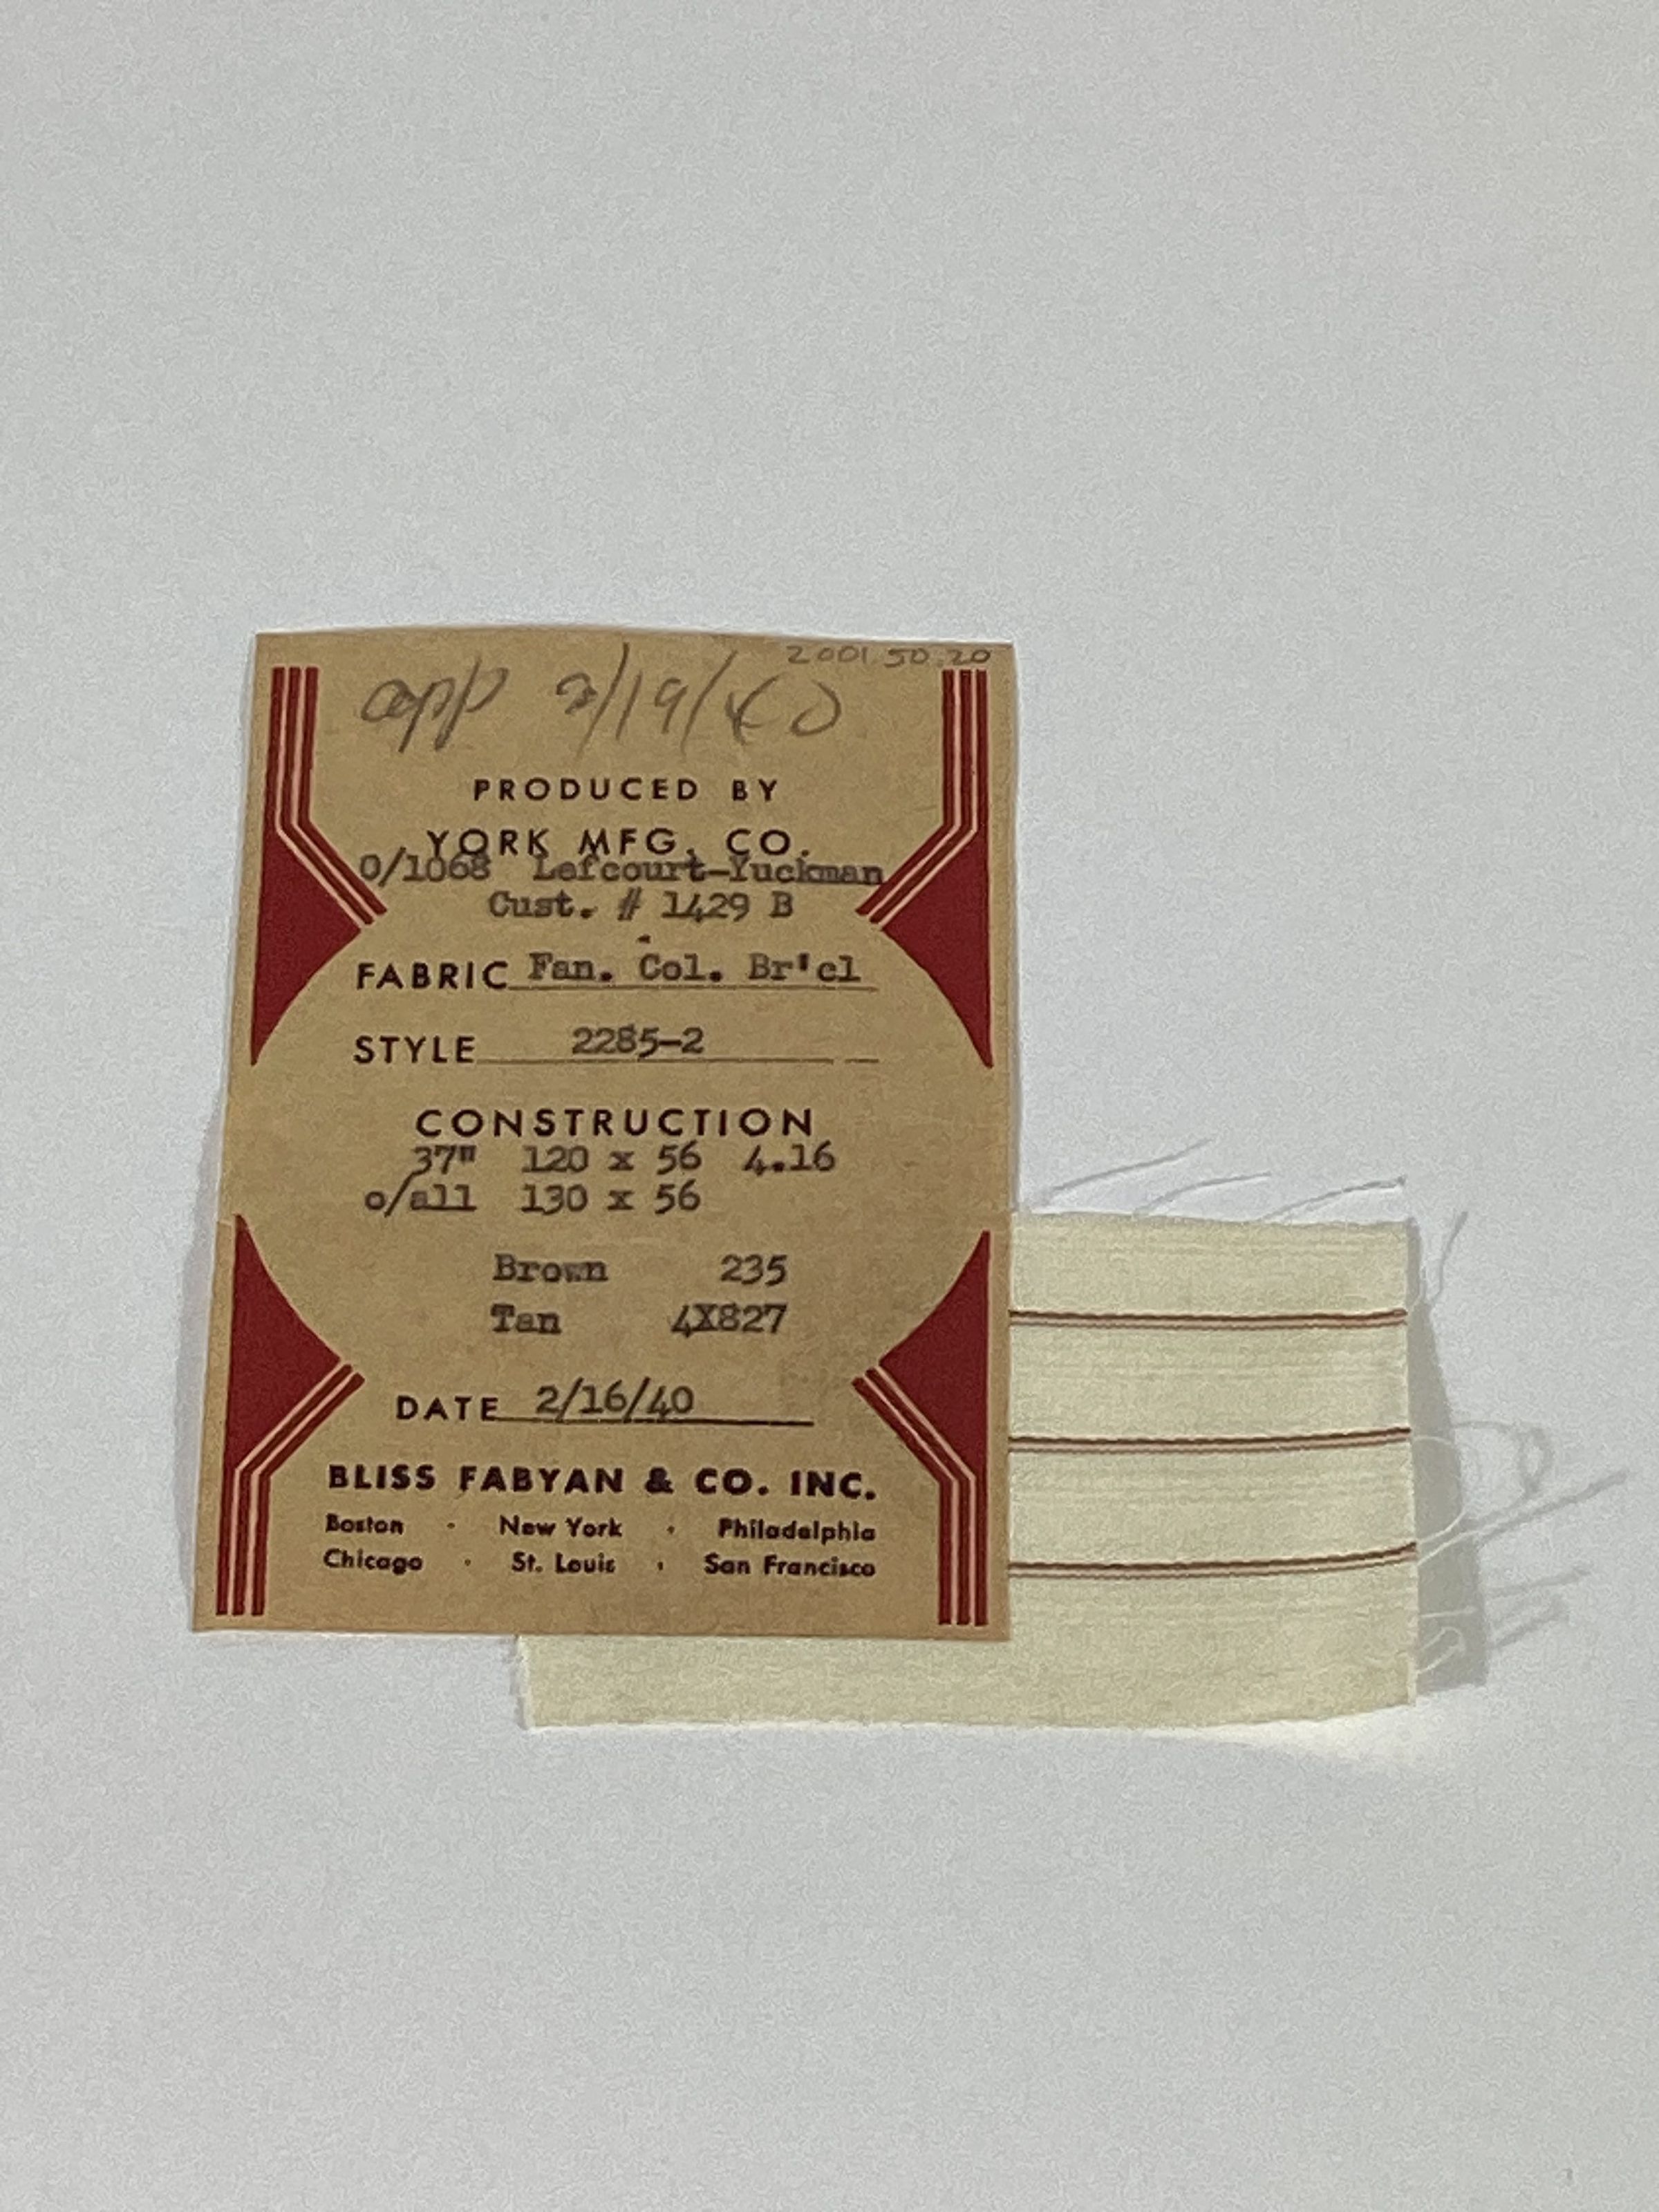 2001.50.20
app 2/19/40
PRODUCED BY
YORK MFG. CO.
0/1068 Lefcourt-Yuckman
Cust. # 1429 B
FABRIC Fan. Col. Br'cl
STYLE 2285-2
CONSTRUCTION
37" 120 x 56 4.16
o/all 130 x 56
Brown 235
Tan 4X827
DATE 2/16/40
BLISS FABYAN & CO. INC.
Boston · New York · Philadelphia
Chicago · St. Louis · San Francisco